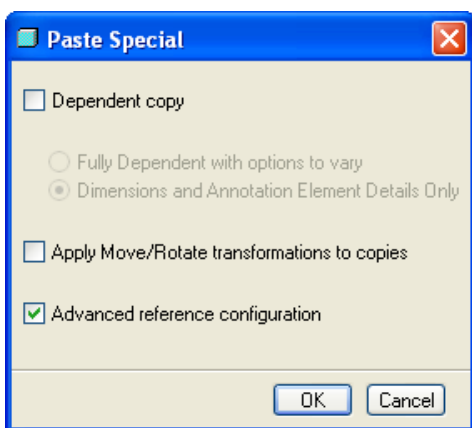 Paste Special
Dependent copy
Fully Dependent with options to vary
Dimensions and Annotation Element Details Only
Apply Move/Rotate transformations to copies
Advanced reference configuration
OK Cancel